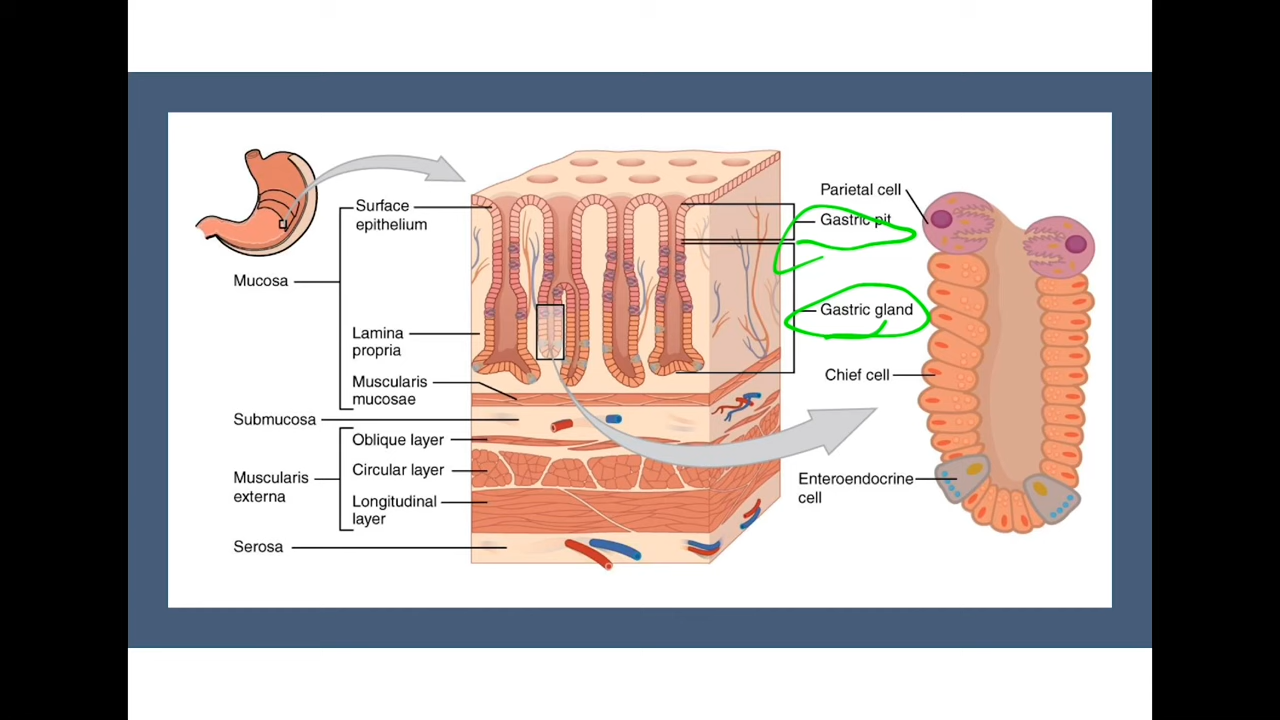 Surface
epithelium
Mucosa
Lamina
propria
Muscularis
mucosae
Submucosa
Oblique layer
Muscularis
externa
Circular layer
Longitudinal
layer
Serosa
Parietal cell
Gastric pit
Gastric gland
Chief cell
Enteroendocrine
cell